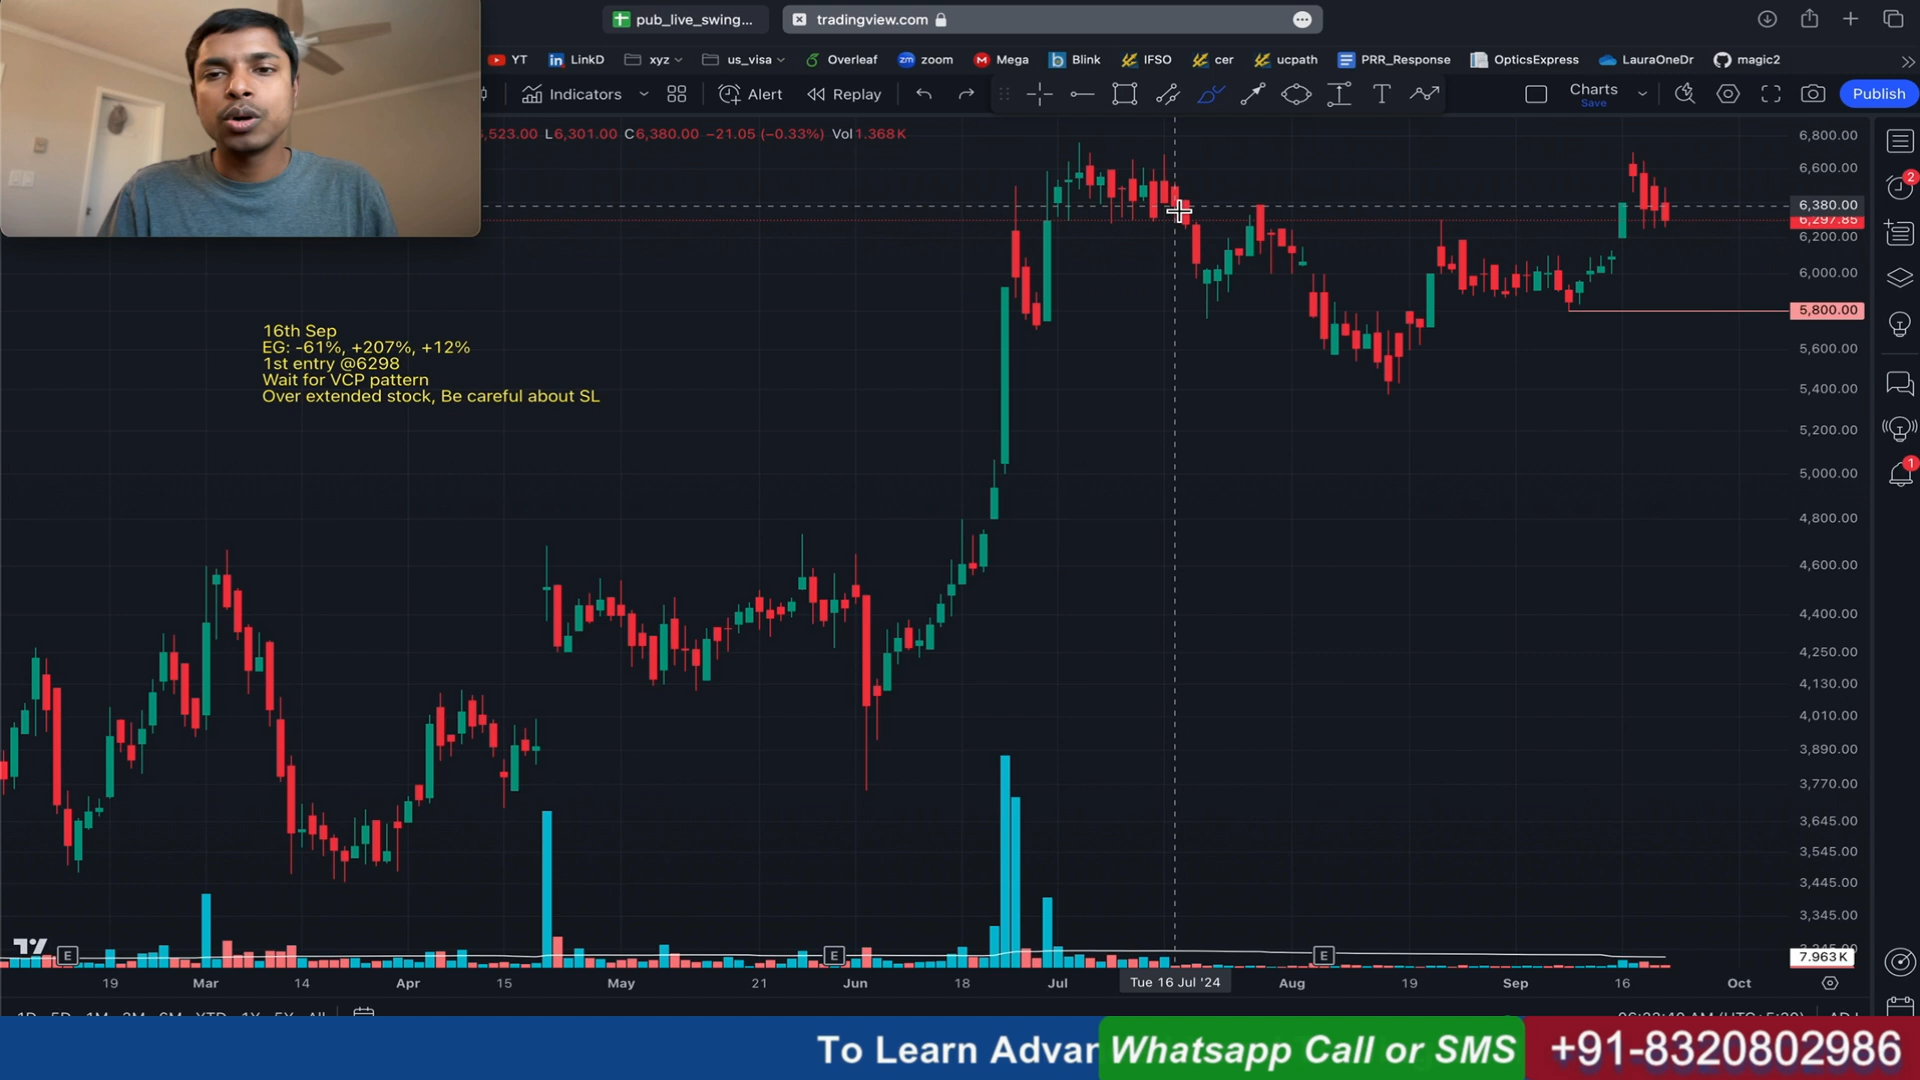 pub_live_swing...
tradingview.com
YT
LinkD
xyz
us_visa
Overleaf
zm zoom
Mega
b Blink
IFSO
cer
ucpath
PRR_Response
OpticsExpress
LauraOneDr
magic2
Indicators
Alert
Replay
Charts
Save
Publish
,523.00 L6,301.00 C6,380.00 −21.05 (−0.33%) Vol1.368K
6,800.00
6,600.00
6,380.00
6,297.85
6,200.00
6,000.00
5,800.00
5,600.00
5,400.00
5,200.00
5,000.00
4,800.00
4,600.00
4,400.00
4,250.00
4,130.00
4,010.00
3,890.00
3,770.00
3,645.00
3,545.00
3,445.00
3,345.00
7.963K
2
1
16th Sep
EG: -61%, +207%, +12%
1st entry @6298
Wait for VCP pattern
Over extended stock, Be careful about SL
E
E
E
19
Mar
14
Apr
15
May
21
Jun
18
Jul
Tue 16 Jul '24
Aug
19
Sep
16
Oct
To Learn Advar
Whatsapp Call or SMS
+91-8320802986